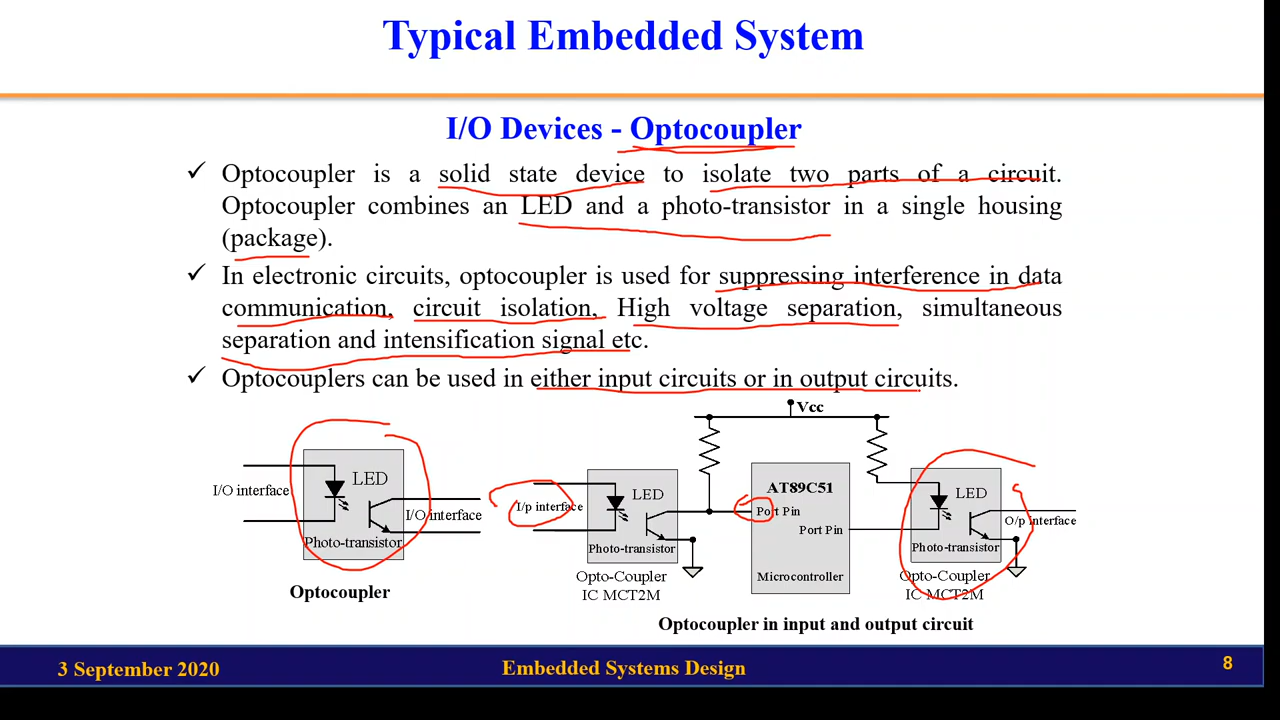 Typical Embedded System
I/O Devices - Optocoupler
✓ Optocoupler is a solid state device to isolate two parts of a circuit.
Optocoupler combines an LED and a photo-transistor in a single housing
(package).
✓ In electronic circuits, optocoupler is used for suppressing interference in data
communication, circuit isolation, High voltage separation, simultaneous
separation and intensification signal etc.
✓ Optocouplers can be used in either input circuits or in output circuits.
I/O interface
LED
I/O interface
Photo-transistor
Optocoupler
Vcc
I/p interface
LED
Photo-transistor
Opto-Coupler
IC MCT2M
AT89C51
Port Pin
Port Pin
Microcontroller
LED
O/p interface
Photo-transistor
Opto-Coupler
IC MCT2M
Optocoupler in input and output circuit
3 September 2020
Embedded Systems Design
8